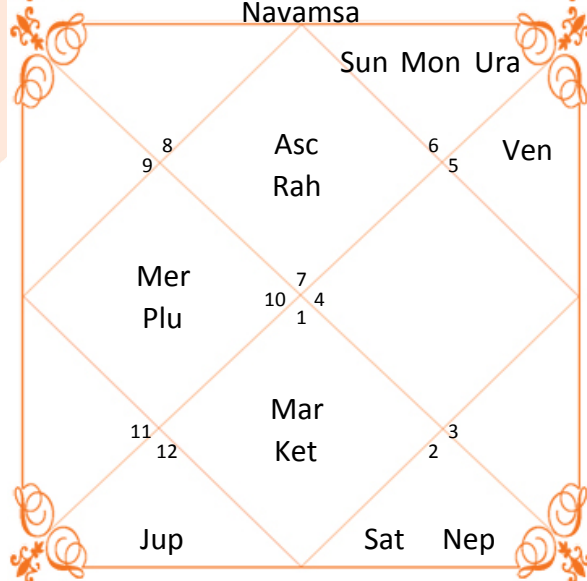 Navamsa
Sun Mon Ura
8
9
Asc
Rah
6
5
Ven
Mer
Plu
7
10 4
1
Mar
Ket
11
12
3
2
Jup
Sat Nep